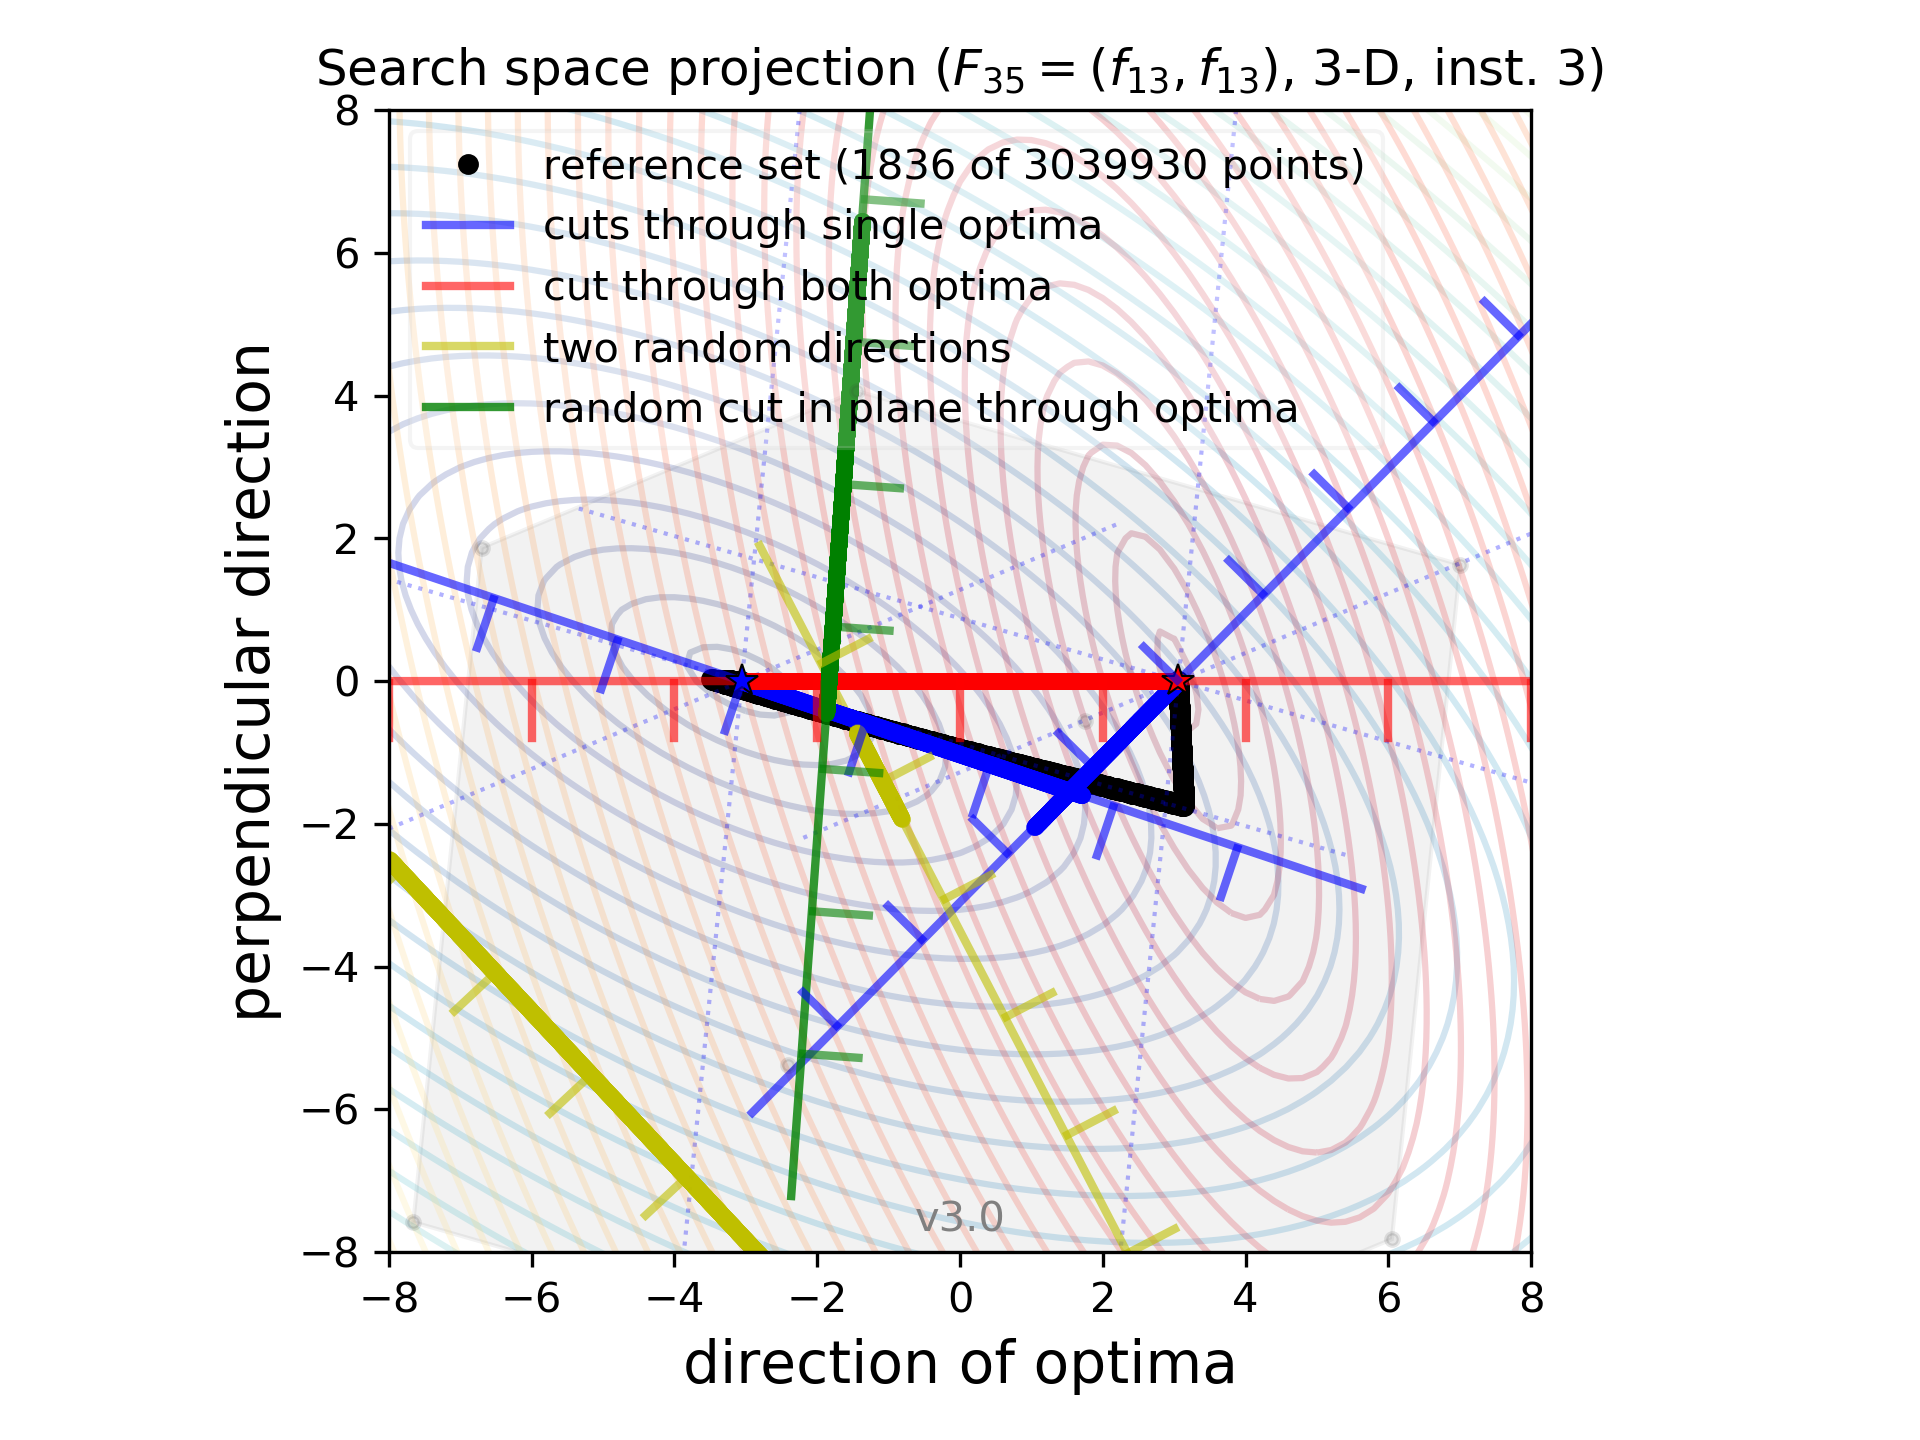 Search space projection (F35 = (f13, f13), 3-D, inst. 3)
8
6
4
2
0
−2
−4
−6
−8
perpendicular direction
reference set (1836 of 3039930 points)
cuts through single optima
cut through both optima
two random directions
random cut in plane through optima
v3.0
−8 −6 −4 −2 0 2 4 6 8
direction of optima